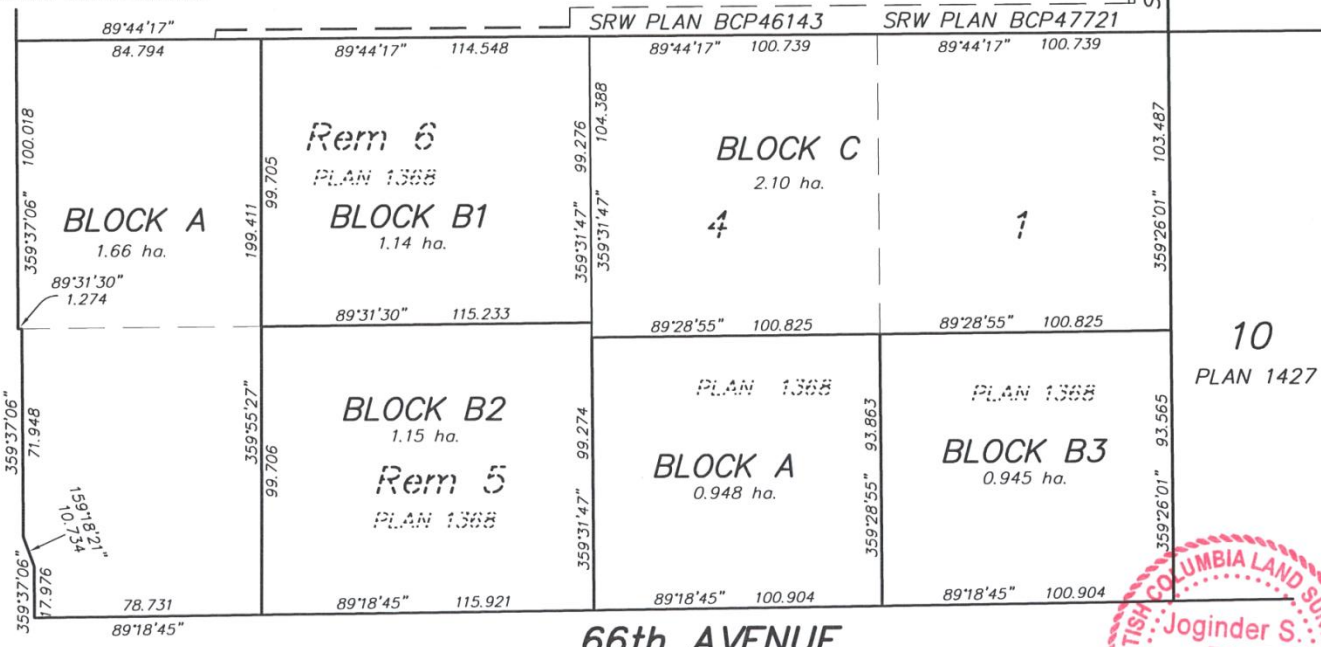 SRW PLAN BCP46143 SRW PLAN BCP47721
S
89°44'17" 84.794
89°44'17" 114.548
89°44'17" 100.739
89°44'17" 100.739
359°37'06" 100.018
BLOCK A
1.66 ha.
199.411
89°31'30"
1.274
99.705
Rem 6
PLAN 1368
BLOCK B1
1.14 ha.
359°31'47" 99.276
359°31'47" 104.388
BLOCK C
2.10 ha.
4
1
359°26'01" 103.487
89°31'30" 115.233
89°28'55" 100.825
89°28'55" 100.825
10
PLAN 1427
359°37'06"
71.948
359°55'27"
99.706
BLOCK B2
1.15 ha.
Rem 5
PLAN 1368
359°31'47" 99.274
PLAN 1368
BLOCK A
0.948 ha.
359°28'55" 93.863
PLAN 1368
BLOCK B3
0.945 ha.
359°26'01" 93.565
159°18'21"
10.734
359°37'06"
17.976
78.731
89°18'45"
89°18'45" 115.921
89°18'45" 100.904
89°18'45" 100.904
66th AVENUE
TISH COLUMBIA LAND SUR
Joginder S.